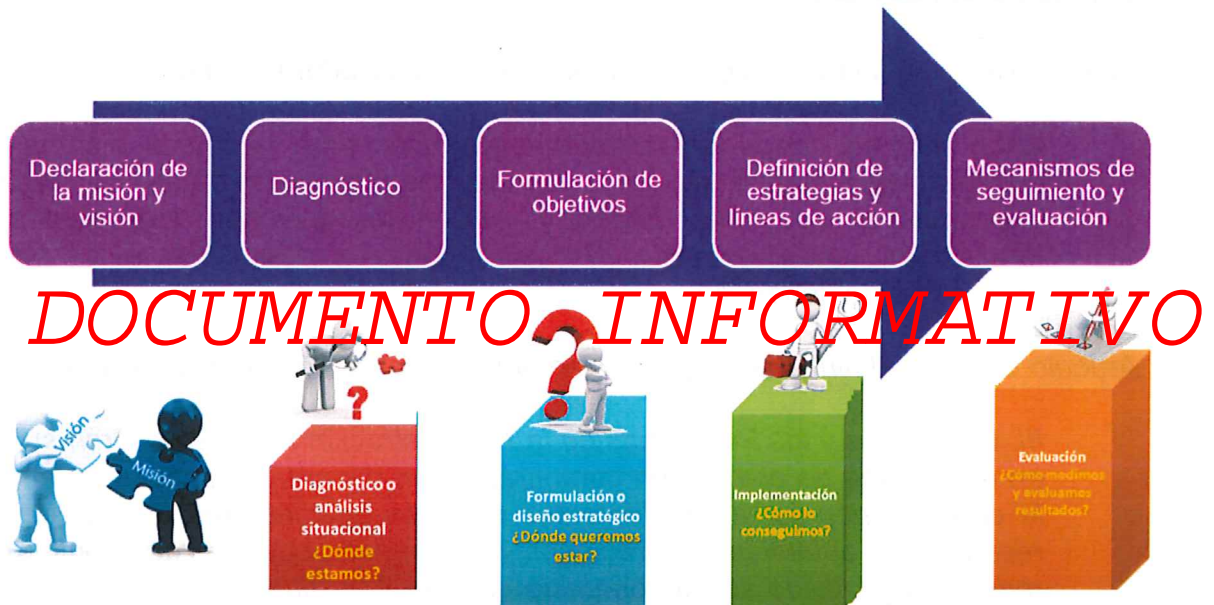 Declaración de
la misión y
visión
Diagnóstico
Formulación de
objetivos
Definición de
estrategias y
líneas de acción
Mecanismos de
seguimiento y
evaluación
DOCUMENTO INFORMATIVO
Visión
Misión
Diagnóstico o
análisis
situacional
¿Dónde
estamos?
Formulación o
diseño estratégico
¿Dónde queremos
estar?
Implementación
¿Cómo lo
conseguimos?
Evaluación
¿Cómo medimos
y evaluamos
resultados?